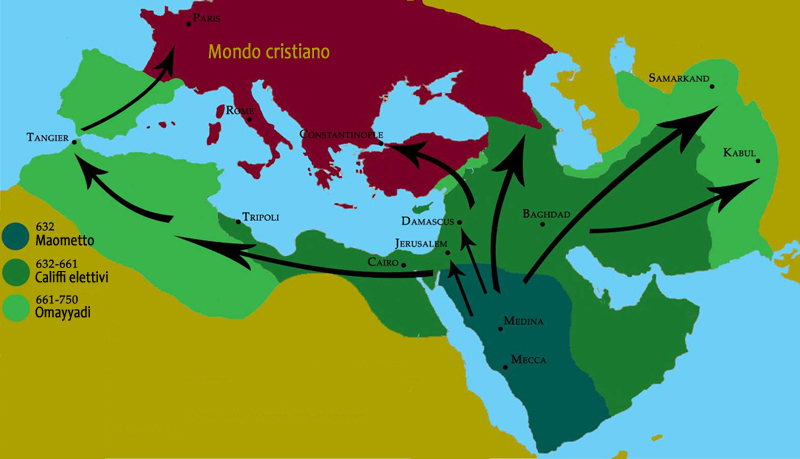 PARIS
Mondo cristiano
SAMARKAND
ROME
CONSTANTINOPLE
TANGIER
KABUL
TRIPOLI
DAMASCUS
BAGHDAD
JERUSALEM
CAIRO
632
Maometto
632-661
Califfi elettivi
661-750
Omayyadi
MEDINA
MECCA